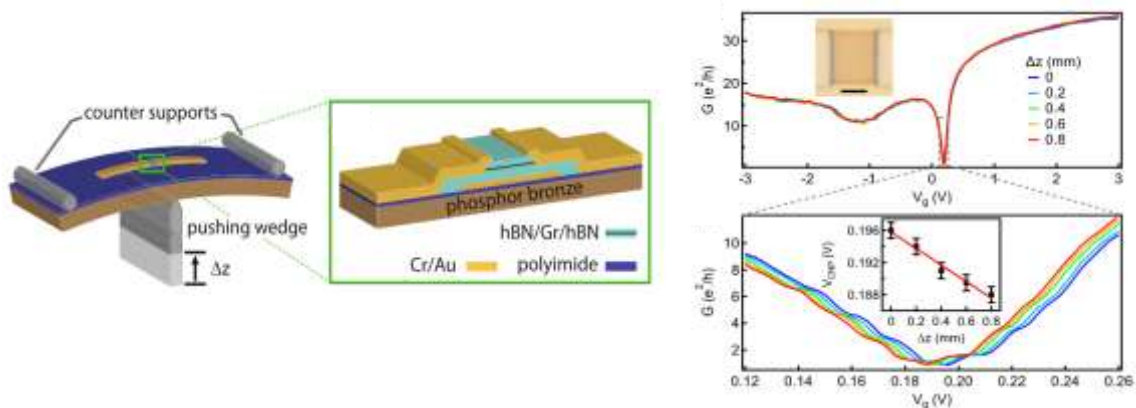 counter supports
pushing wedge
Δz
phosphor bronze
hBN/Gr/hBN
Cr/Au
polyimide
G (e²/h)
30
20
10
Δz (mm)
0
0.2
0.4
0.6
0.8
-3
-2
-1
0
1
2
3
V_g (V)
G (e²/h)
10
8
6
4
2
V_CNP (V)
0.196
0.192
0.188
0
0.2
0.4
0.6
0.8
Δz (mm)
0.12
0.14
0.16
0.18
0.20
0.22
0.24
0.26
V_g (V)